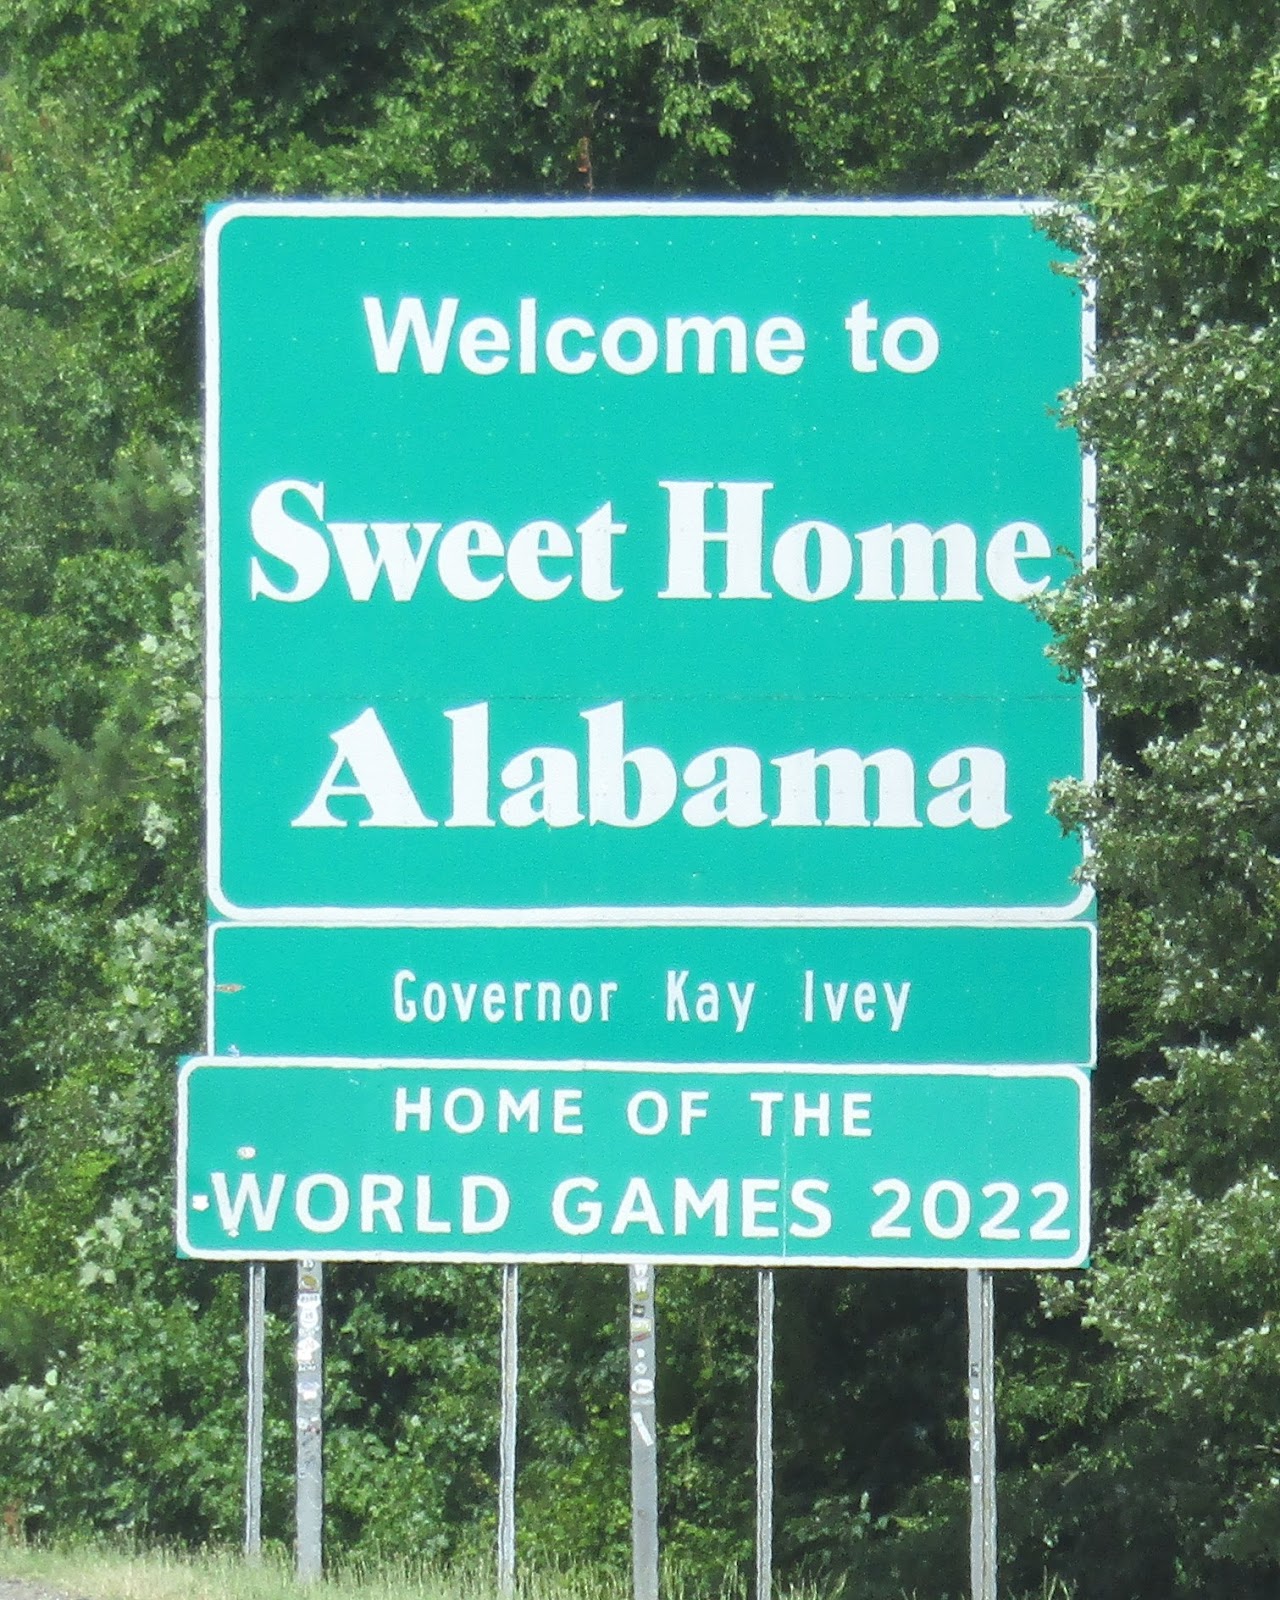 Welcome to
Sweet Home
Alabama
Governor Kay Ivey
HOME OF THE
WORLD GAMES 2022